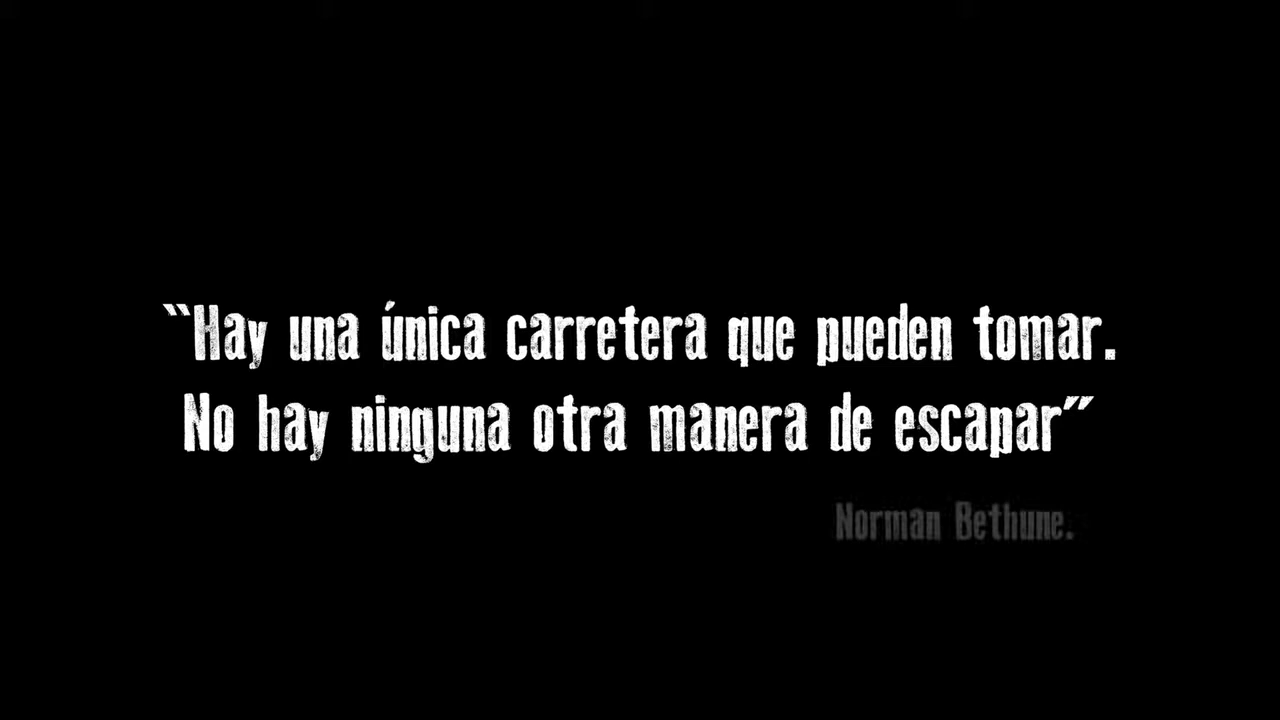 “Hay una única carretera que pueden tomar.
No hay ninguna otra manera de escapar”
Norman Bethune.